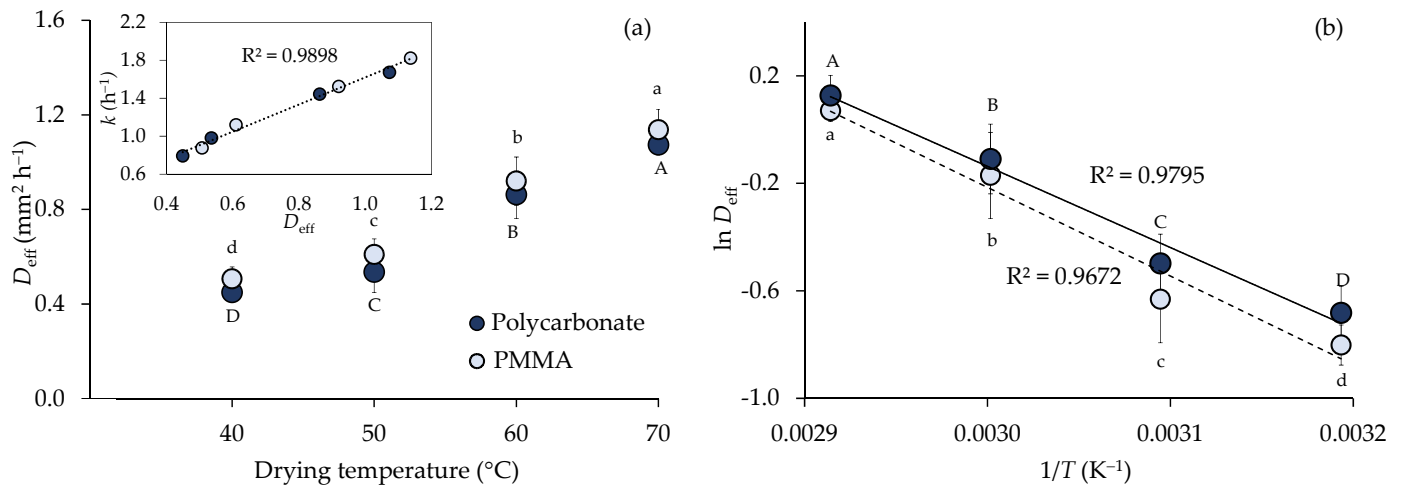 (a)
1.6
1.2
0.8
0.4
0.0
D_eff (mm² h⁻¹)
2.2
1.8
1.4
1.0
0.6
k (h⁻¹)
R² = 0.9898
0.4 0.6 0.8 1.0 1.2
D_eff
d
D
c
C
b
B
a
A
Polycarbonate
PMMA
40 50 60 70
Drying temperature (°C)
(b)
0.2
-0.2
-0.6
-1.0
ln D_eff
A
a
B
b
C
c
D
d
R² = 0.9795
R² = 0.9672
0.0029 0.0030 0.0031 0.0032
1/T (K⁻¹)